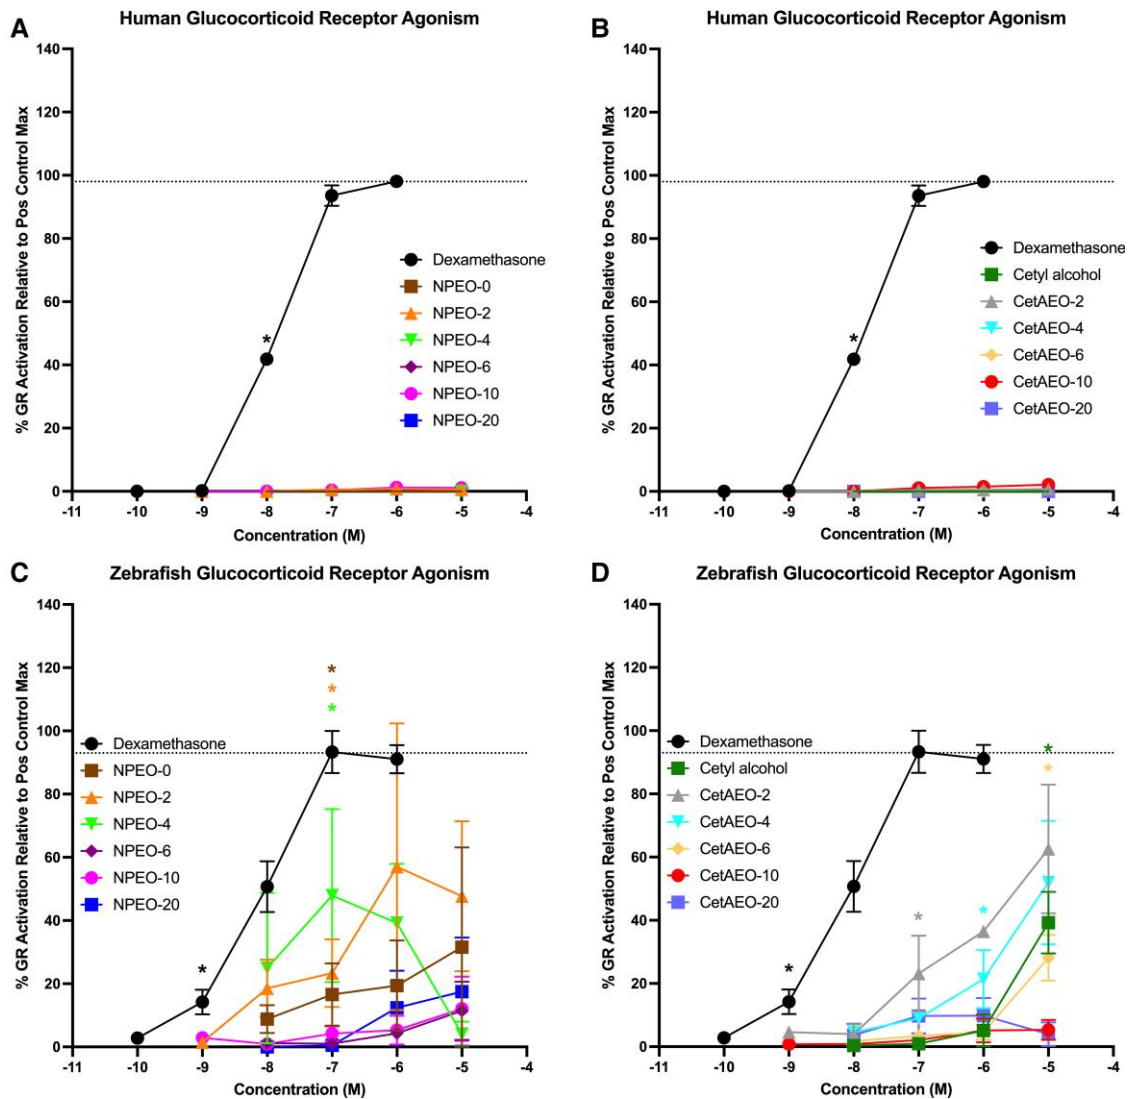 A
Human Glucocorticoid Receptor Agonism
% GR Activation Relative to Pos Control Max
140
120
100
80
60
40
20
0
*
Dexamethasone
NPEO-0
NPEO-2
NPEO-4
NPEO-6
NPEO-10
NPEO-20
-11 -10 -9 -8 -7 -6 -5 -4
Concentration (M)
B
Human Glucocorticoid Receptor Agonism
% GR Activation Relative to Pos Control Max
140
120
100
80
60
40
20
0
*
Dexamethasone
Cetyl alcohol
CetAEO-2
CetAEO-4
CetAEO-6
CetAEO-10
CetAEO-20
-11 -10 -9 -8 -7 -6 -5 -4
Concentration (M)
C
Zebrafish Glucocorticoid Receptor Agonism
% GR Activation Relative to Pos Control Max
140
120
100
80
60
40
20
0
*
*
*
*
Dexamethasone
NPEO-0
NPEO-2
NPEO-4
NPEO-6
NPEO-10
NPEO-20
-11 -10 -9 -8 -7 -6 -5 -4
Concentration (M)
D
Zebrafish Glucocorticoid Receptor Agonism
% GR Activation Relative to Pos Control Max
140
120
100
80
60
40
20
0
*
*
*
*
*
Dexamethasone
Cetyl alcohol
CetAEO-2
CetAEO-4
CetAEO-6
CetAEO-10
CetAEO-20
-11 -10 -9 -8 -7 -6 -5 -4
Concentration (M)